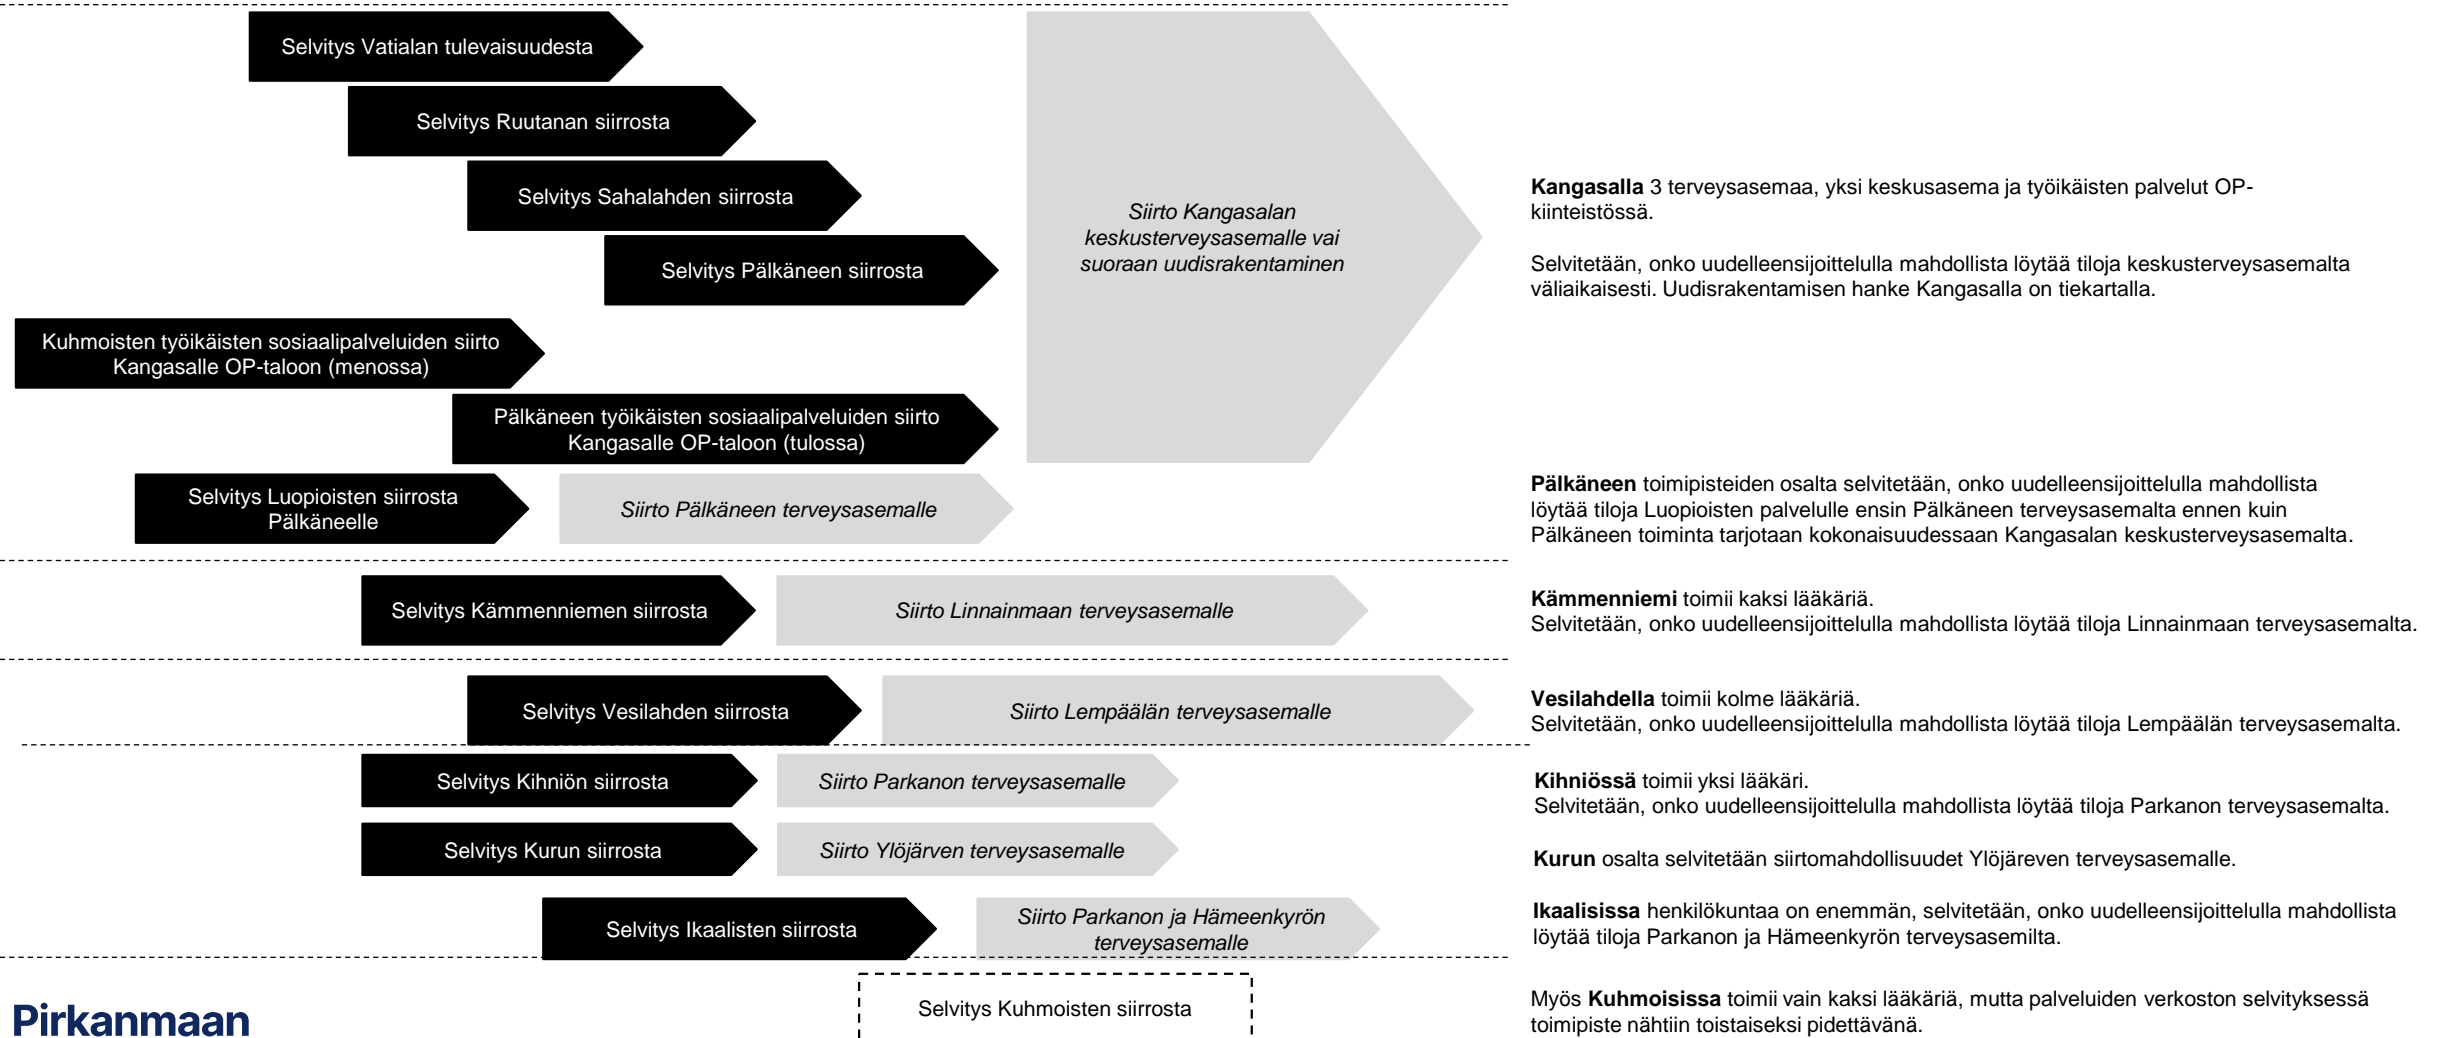 Selvitys Vatialan tulevaisuudesta
Selvitys Ruutanan siirrosta
Selvitys Sahalahden siirrosta
Selvitys Pälkäneen siirrosta
Siirto Kangasalan
keskusterveysasemalle vai
suoraan uudisrakentaminen
Kangasalla 3 terveysasemaa, yksi keskusasema ja työikäisten palvelut OP-
kiinteistössä.
Selvitetään, onko uudelleensijoittelulla mahdollista löytää tiloja keskusterveysasemalta
väliaikaisesti. Uudisrakentamisen hanke Kangasalla on tiekartalla.
Kuhmoisten työikäisten sosiaalipalveluiden siirto
Kangasalle OP-taloon (menossa)
Pälkäneen työikäisten sosiaalipalveluiden siirto
Kangasalle OP-taloon (tulossa)
Selvitys Luopioisten siirrosta
Pälkäneelle
Siirto Pälkäneen terveysasemalle
Pälkäneen toimipisteiden osalta selvitetään, onko uudelleensijoittelulla mahdollista
löytää tiloja Luopioisten palvelulle ensin Pälkäneen terveysasemalta ennen kuin
Pälkäneen toiminta tarjotaan kokonaisuudessaan Kangasalan keskusterveysasemalta.
Selvitys Kämmenniemen siirrosta
Siirto Linnainmaan terveysasemalle
Kämmenniemi toimii kaksi lääkäriä.
Selvitetään, onko uudelleensijoittelulla mahdollista löytää tiloja Linnainmaan terveysasemalta.
Selvitys Vesilahden siirrosta
Siirto Lempäälän terveysasemalle
Vesilahdella toimii kolme lääkäriä.
Selvitetään, onko uudelleensijoittelulla mahdollista löytää tiloja Lempäälän terveysasemalta.
Selvitys Kihniön siirrosta
Siirto Parkanon terveysasemalle
Kihniössä toimii yksi lääkäri.
Selvitetään, onko uudelleensijoittelulla mahdollista löytää tiloja Parkanon terveysasemalta.
Selvitys Kurun siirrosta
Siirto Ylöjärven terveysasemalle
Kurun osalta selvitetään siirtomahdollisuudet Ylöjäreven terveysasemalle.
Selvitys Ikaalisten siirrosta
Siirto Parkanon ja Hämeenkyrön
terveysasemalle
Ikaalisissa henkilökuntaa on enemmän, selvitetään, onko uudelleensijoittelulla mahdollista
löytää tiloja Parkanon ja Hämeenkyrön terveysasemilta.
Selvitys Kuhmoisten siirrosta
Myös Kuhmoisissa toimii vain kaksi lääkäriä, mutta palveluiden verkoston selvityksessä
toimipiste nähtiin toistaiseksi pidettävänä.
Pirkanmaan